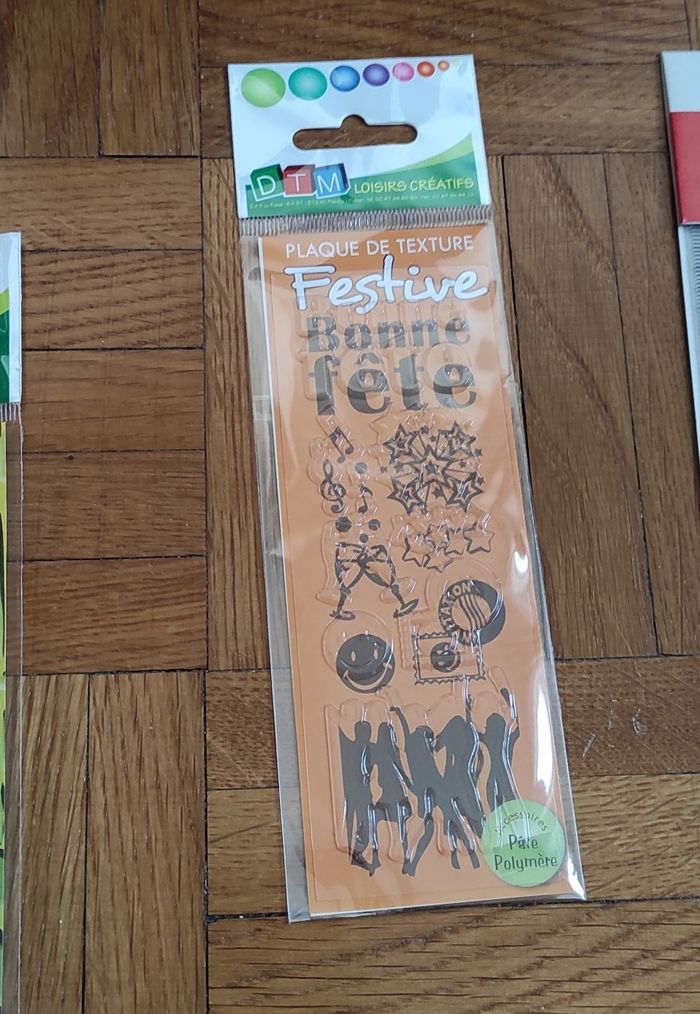 DTM
LOISIRS CRÉATIFS
PLAQUE DE TEXTURE
Festive
Bonne
fête
Accessoires
Pâte
Polymère